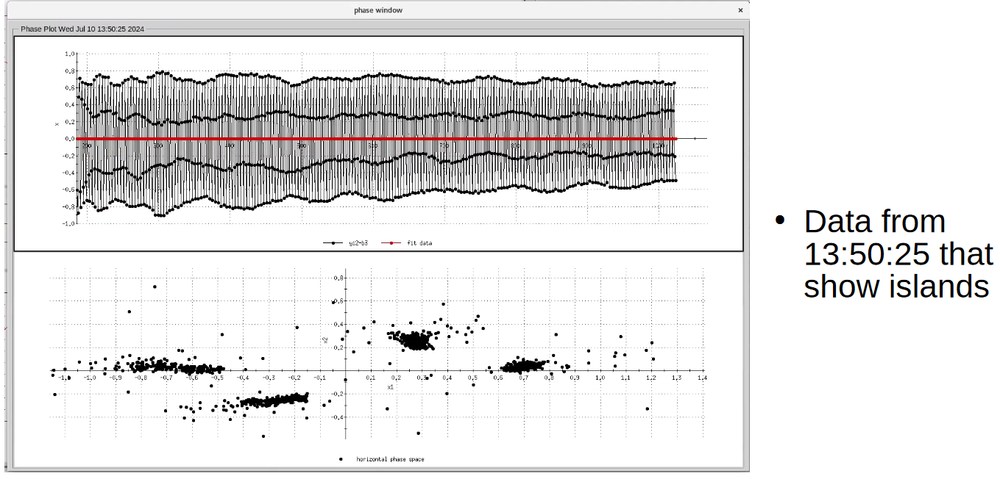 phase window
×
Phase Plot Wed Jul 10 13:50:25 2024
1,0
0,8
0,6
0,4
0,2
0,0
-0,2
-0,4
-0,6
-0,8
-1,0
x
yi2-b3 fit data
0,8
0,6
0,4
0,2
-0,2
-0,4
x2
-1,1 -1,0 -0,9 -0,8 -0,7 -0,6 -0,5 -0,4 -0,3 -0,2 -0,1 0,1 0,2 0,3 0,4 0,5 0,6 0,7 0,8 0,9 1,0 1,1 1,2 1,3 1,4
x1
horizontal phase space
• Data from
13:50:25 that
show islands